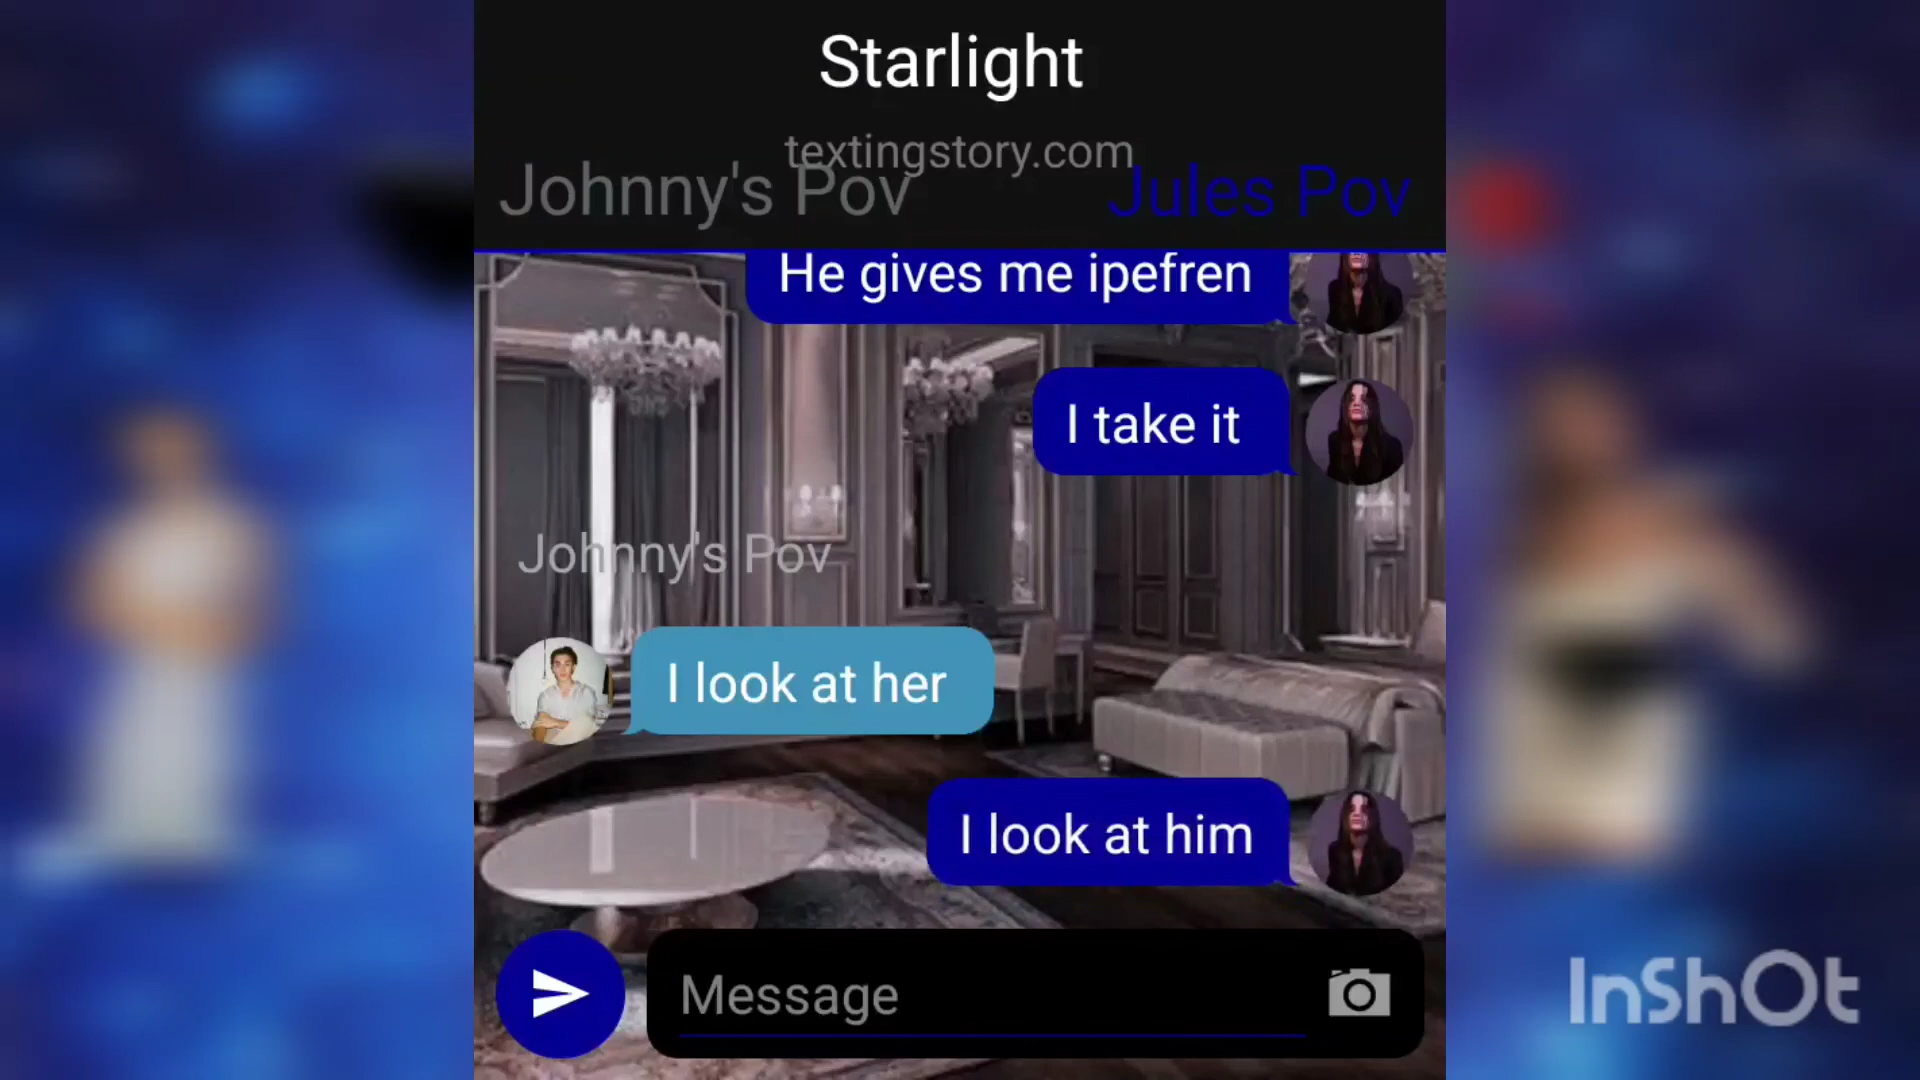 Starlight
textingstory.com
Johnny's Pov
Jules Pov
He gives me ipefren
I take it
Johnny's Pov
I look at her
I look at him
Message
InShOt